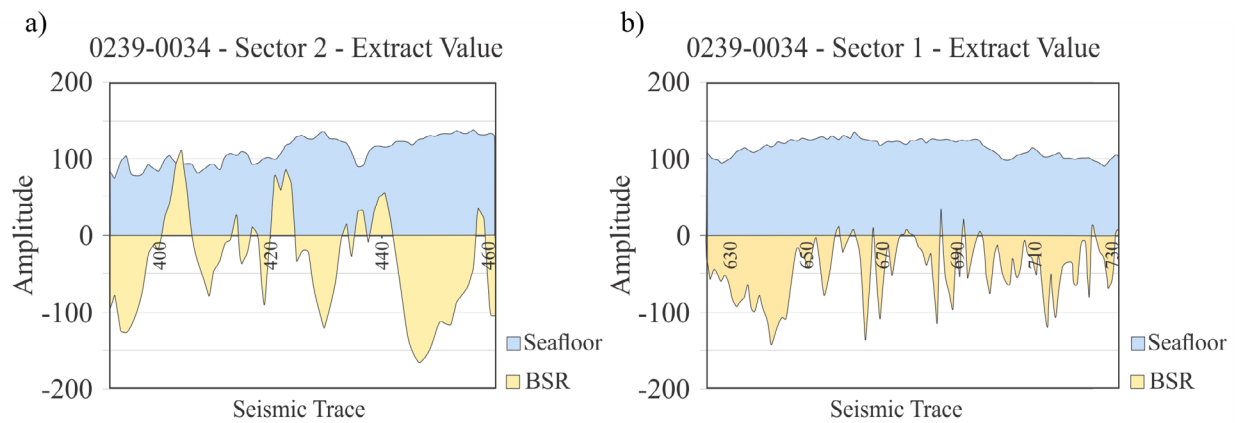 a)
0239-0034 - Sector 2 - Extract Value
200
100
0
-100
-200
Amplitude
400
420
440
460
Seismic Trace
Seafloor
BSR
b)
0239-0034 - Sector 1 - Extract Value
200
100
0
-100
-200
Amplitude
630
650
670
690
710
730
Seismic Trace
Seafloor
BSR